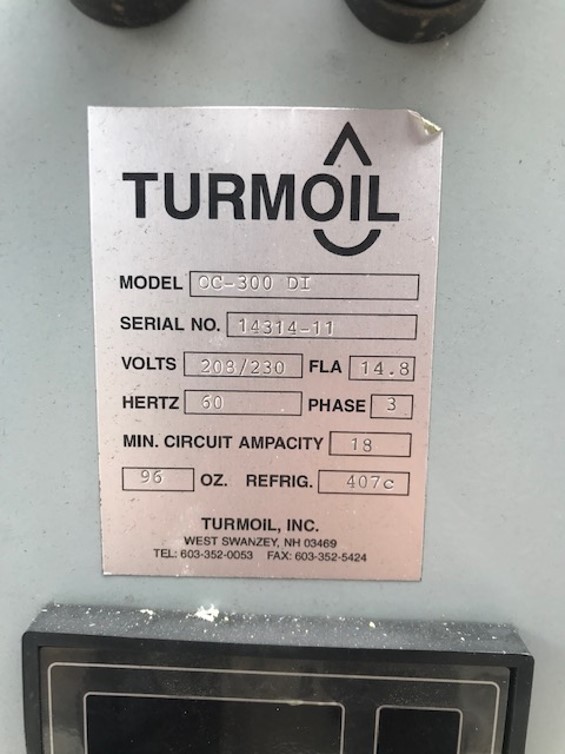 TURMOIL
MODEL OC-300 DI
SERIAL NO. 14314-11
VOLTS 208/230 FLA 14.8
HERTZ 60 PHASE 3
MIN. CIRCUIT AMPACITY 18
96 OZ. REFRIG. 407c
TURMOIL, INC.
WEST SWANZEY, NH 03469
TEL: 603-352-0053 FAX: 603-352-5424